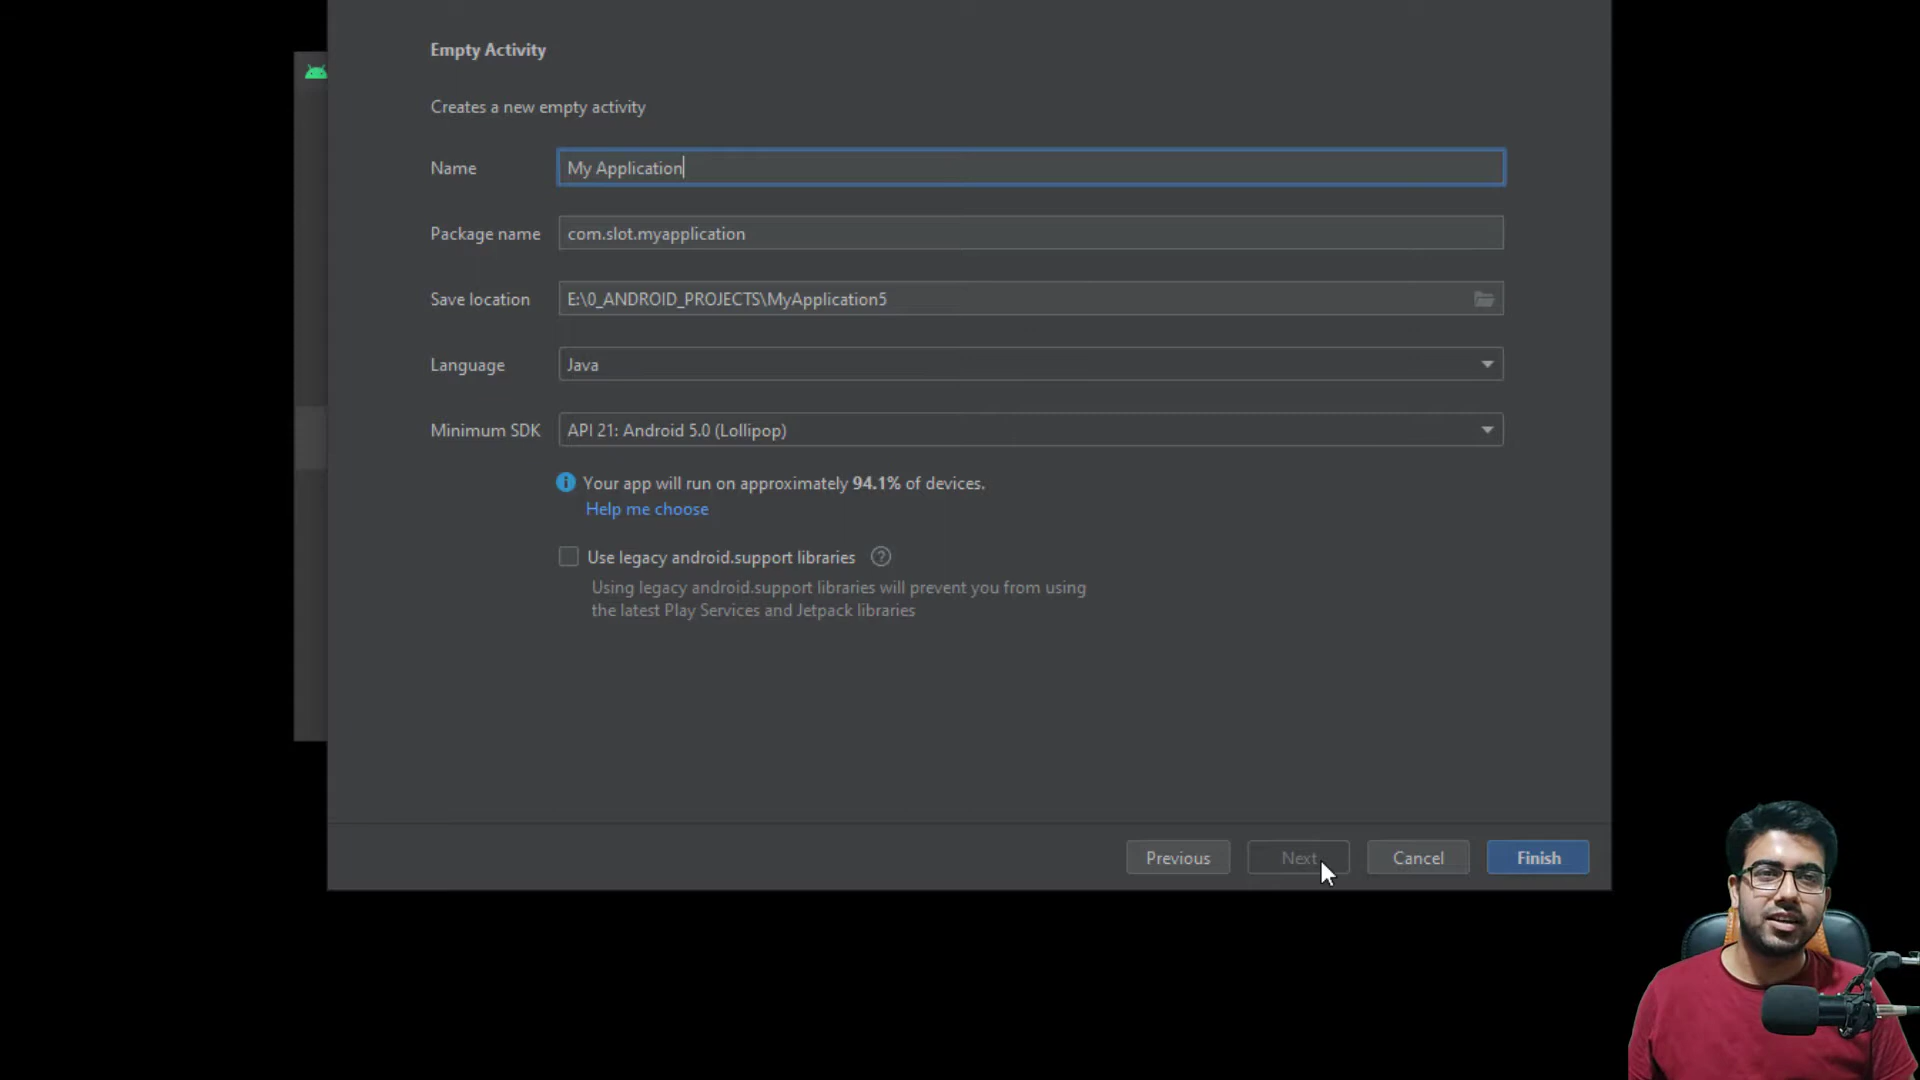 Empty Activity
Creates a new empty activity
Name My Application
Package name com.slot.myapplication
Save location E:\0_ANDROID_PROJECTS\MyApplication5
Language Java
Minimum SDK API 21: Android 5.0 (Lollipop)
Your app will run on approximately 94.1% of devices.
Help me choose
Use legacy android.support libraries
Using legacy android.support libraries will prevent you from using
the latest Play Services and Jetpack libraries
Previous Next Cancel Finish